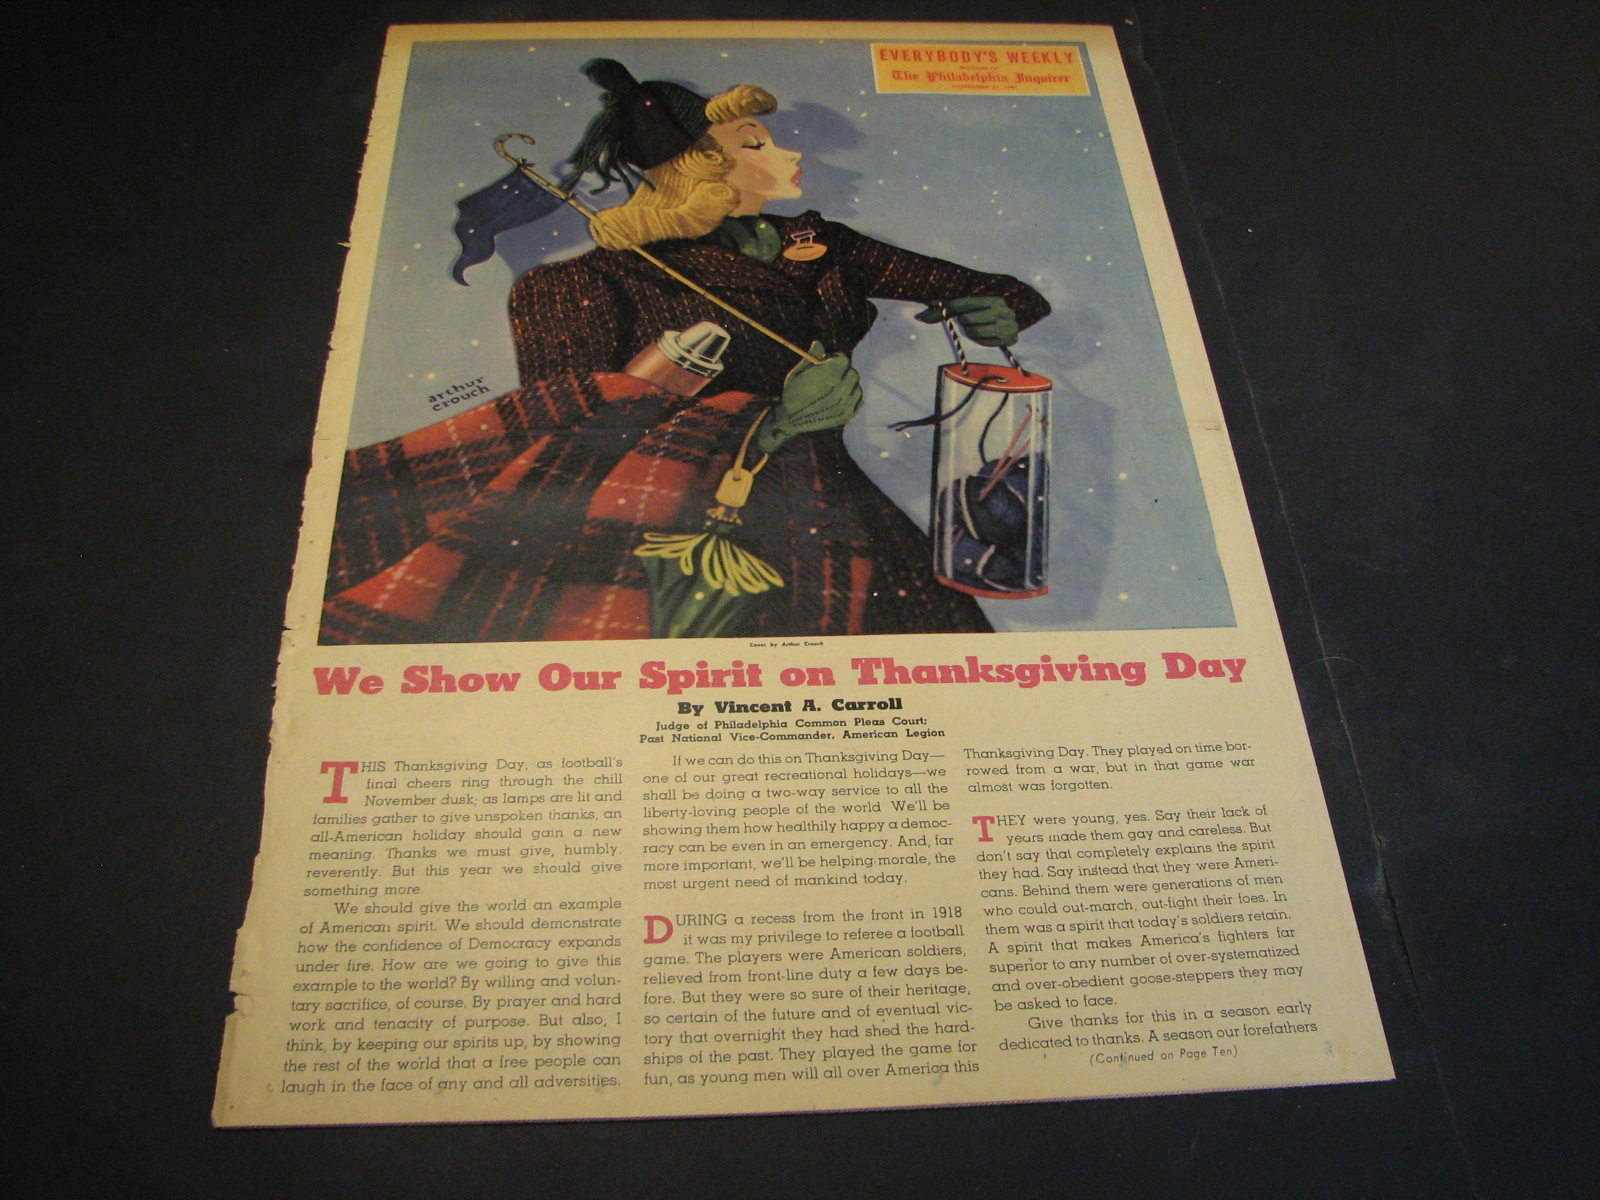 EVERYBODY'S WEEKLY
SECTION OF
The Philadelphia Inquirer
arthur
crouch
Cover by Arthur Crouch
We Show Our Spirit on Thanksgiving Day
By Vincent A. Carroll
Judge of Philadelphia Common Pleas Court;
Past National Vice-Commander, American Legion
THIS Thanksgiving Day, as football's
final cheers ring through the chill
November dusk; as lamps are lit and
families gather to give unspoken thanks, an
all-American holiday should gain a new
meaning. Thanks we must give, humbly,
reverently. But this year we should give
something more.
We should give the world an example
of American spirit. We should demonstrate
how the confidence of Democracy expands
under fire. How are we going to give this
example to the world? By willing and volun-
tary sacrifice, of course. By prayer and hard
work and tenacity of purpose. But also, I
think, by keeping our spirits up, by showing
the rest of the world that a free people can
laugh in the face of any and all adversities.
If we can do this on Thanksgiving Day—
one of our great recreational holidays—we
shall be doing a two-way service to all the
liberty-loving people of the world We'll be
showing them how healthily happy a democ-
racy can be even in an emergency. And, far
more important, we'll be helping morale, the
most urgent need of mankind today.
DURING a recess from the front in 1918
it was my privilege to referee a football
game. The players were American soldiers,
relieved from front-line duty a few days be-
fore. But they were so sure of their heritage,
so certain of the future and of eventual vic-
tory that overnight they had shed the hard-
ships of the past. They played the game for
fun, as young men will all over America this
Thanksgiving Day. They played on time bor-
rowed from a war, but in that game war
almost was forgotten.
THEY were young, yes. Say their lack of
years made them gay and careless. But
don't say that completely explains the spirit
they had. Say instead that they were Ameri-
cans. Behind them were generations of men
who could out-march, out-fight their foes. In
them was a spirit that today's soldiers retain.
A spirit that makes America's fighters far
superior to any number of over-systematized
and over-obedient goose-steppers they may
be asked to face.
Give thanks for this in a season early
dedicated to thanks. A season our forefathers
(Continued on Page Ten)